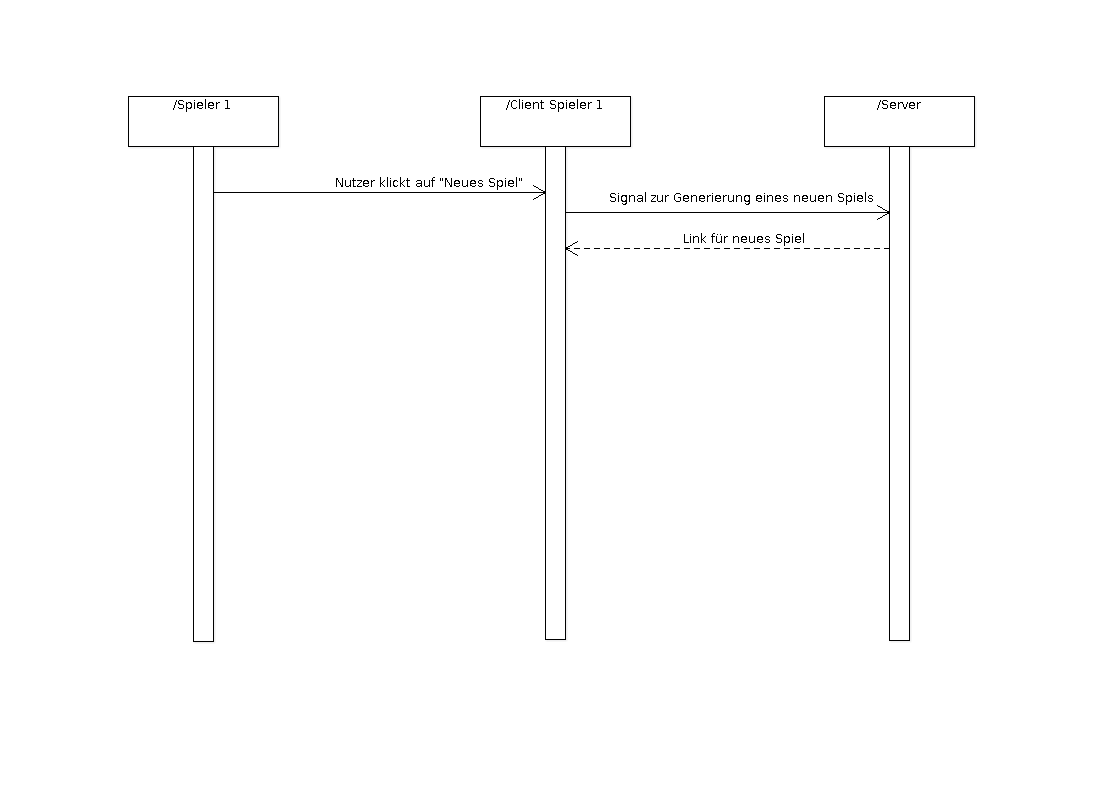 /Spieler 1
/Client Spieler 1
/Server
Nutzer klickt auf "Neues Spiel"
Signal zur Generierung eines neuen Spiels
Link für neues Spiel